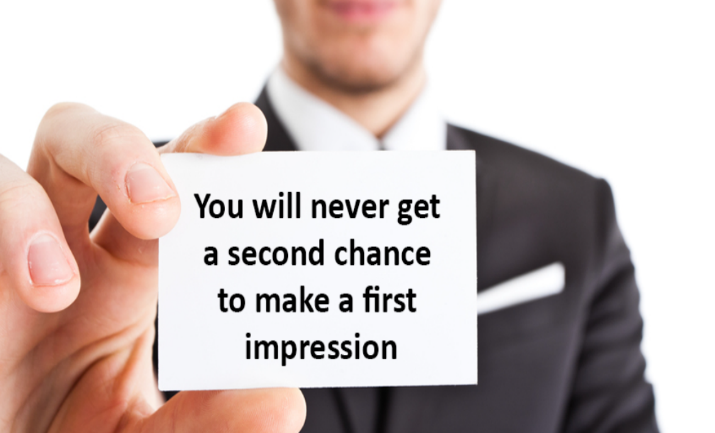 You will never get
a second chance
to make a first
impression